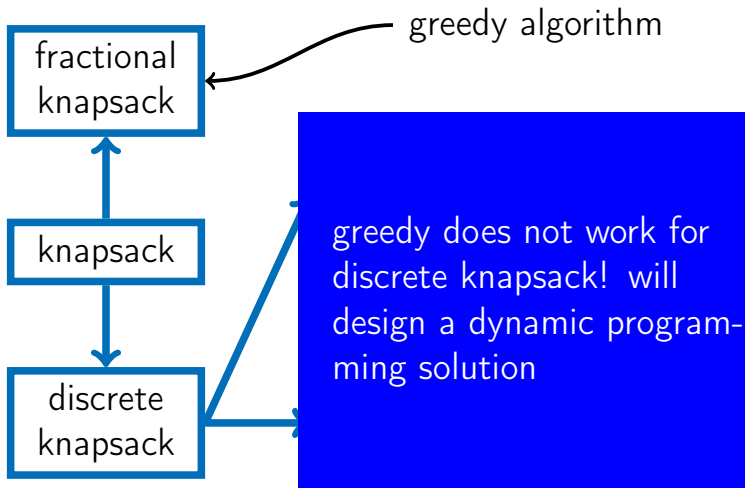 greedy algorithm
fractional
knapsack
knapsack
greedy does not work for
discrete knapsack! will
design a dynamic program-
ming solution
discrete
knapsack